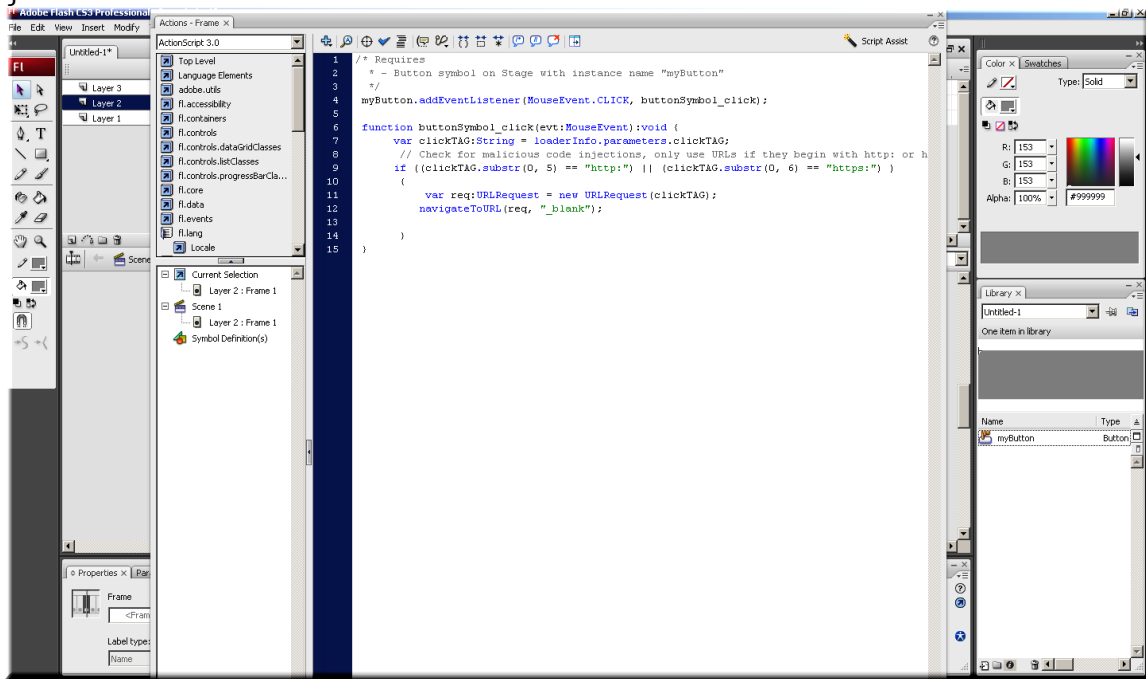 Adobe Flash CS3 Professional
File Edit View Insert Modify
Untitled-1*
Fl
T
Layer 3
Layer 2
Layer 1
Scene
Properties × Par
Frame
<Fram
Label type:
Name
Actions - Frame ×
ActionScript 3.0
Top Level
Language Elements
adobe.utils
fl.accessibility
fl.containers
fl.controls
fl.controls.dataGridClasses
fl.controls.listClasses
fl.controls.progressBarCla...
fl.core
fl.data
fl.events
fl.lang
Locale
Current Selection
Layer 2 : Frame 1
Scene 1
Layer 2 : Frame 1
Symbol Definition(s)
Script Assist
1 /* Requires
2 * - Button symbol on Stage with instance name "myButton"
3 */
4 myButton.addEventListener(MouseEvent.CLICK, buttonSymbol_click);
5
6 function buttonSymbol_click(evt:MouseEvent):void {
7 var clickTAG:String = loaderInfo.parameters.clickTAG;
8 // Check for malicious code injections, only use URLs if they begin with http: or h
9 if ((clickTAG.substr(0, 5) == "http:") || (clickTAG.substr(0, 6) == "https:") )
10 {
11 var req:URLRequest = new URLRequest(clickTAG);
12 navigateToURL(req, "_blank");
13
14 }
15 }
Color × Swatches
Type: Solid
R: 153
G: 153
B: 153
Alpha: 100% #999999
Library ×
Untitled-1
One item in library
Name Type
myButton Button